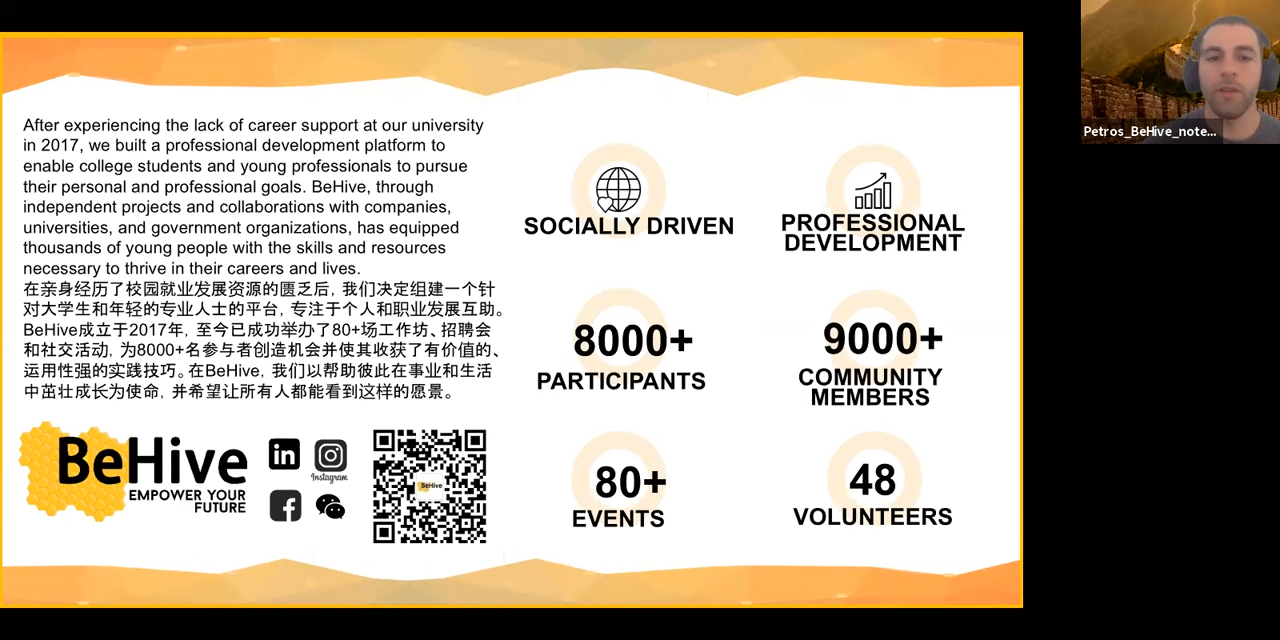 After experiencing the lack of career support at our university
in 2017, we built a professional development platform to
enable college students and young professionals to pursue
their personal and professional goals. BeHive, through
independent projects and collaborations with companies,
universities, and government organizations, has equipped
thousands of young people with the skills and resources
necessary to thrive in their careers and lives.
在亲身经历了校园就业发展资源的匮乏后, 我们决定组建一个针
对大学生和年轻的专业人士的平台, 专注于个人和职业发展互助。
BeHive成立于2017年, 至今已成功举办了80+场工作坊、招聘会
和社交活动, 为8000+名参与者创造机会并使其收获了有价值的、
运用性强的实践技巧。在BeHive, 我们以帮助彼此在事业和生活
中茁壮成长为使命, 并希望让所有人都能看到这样的愿景。
BeHive
EMPOWER YOUR
FUTURE
in
Instagram
BeHive
SOCIALLY DRIVEN
PROFESSIONAL
DEVELOPMENT
8000+
PARTICIPANTS
9000+
COMMUNITY
MEMBERS
80+
EVENTS
48
VOLUNTEERS
Petros_BeHive_note...